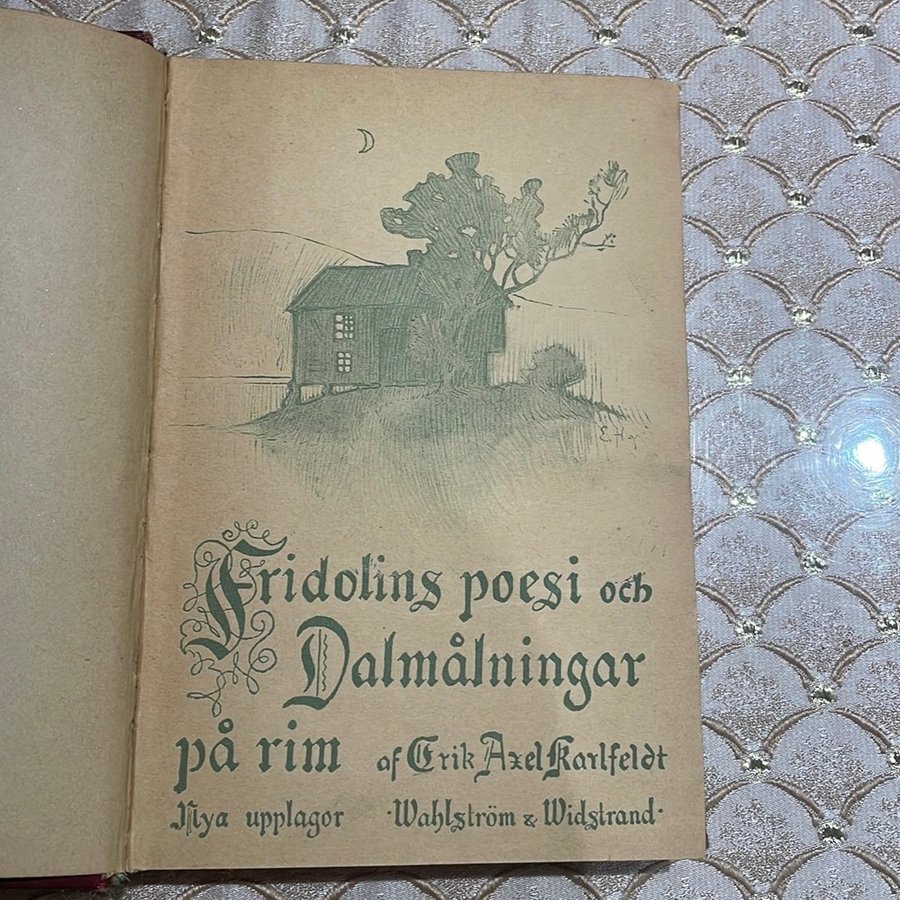 Fridolins poesi och
Dalmålningar
på rim af Erik Axel Karlfeldt
Nya upplagor · Wahlström & Widstrand ·